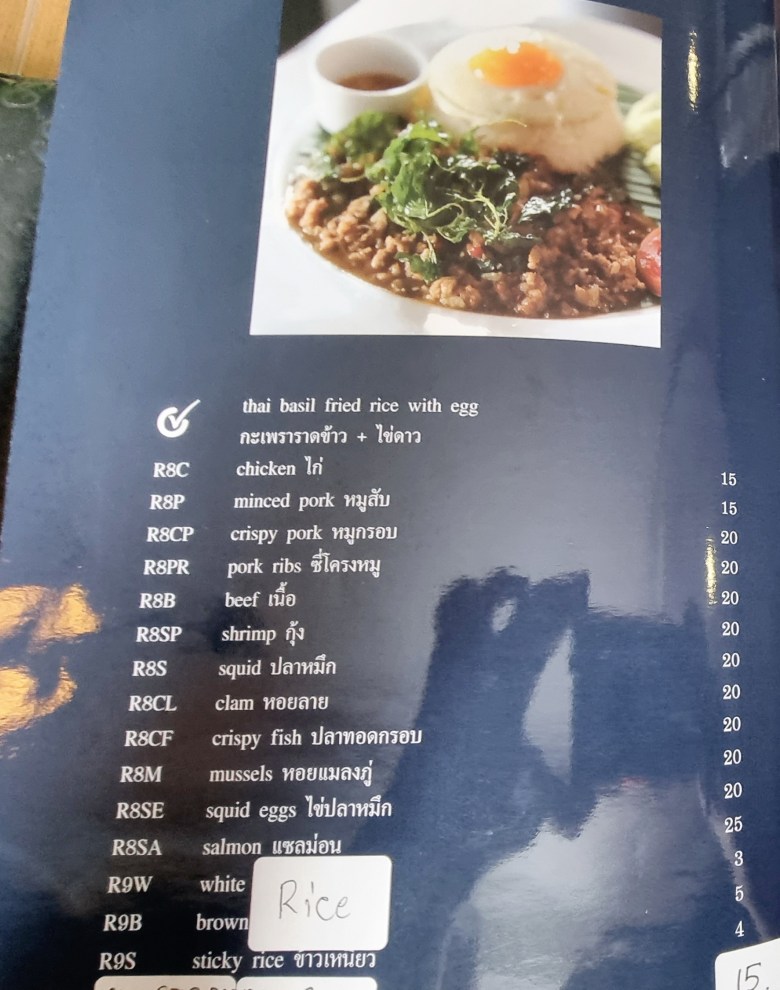 thai basil fried rice with egg
กะเพราราดข้าว + ไข่ดาว
R8C chicken ไก่ 15
R8P minced pork หมูสับ 15
R8CP crispy pork หมูกรอบ 20
R8PR pork ribs ซี่โครงหมู 20
R8B beef เนื้อ 20
R8SP shrimp กุ้ง 20
R8S squid ปลาหมึก 20
R8CL clam หอยลาย 20
R8CF crispy fish ปลาทอดกรอบ 20
R8M mussels หอยแมลงภู่ 20
R8SE squid eggs ไข่ปลาหมึก 20
R8SA salmon แซลม่อน 25
R9W white 3
Rice
R9B brown 5
R9S sticky rice ข้าวเหนียว 4
15.